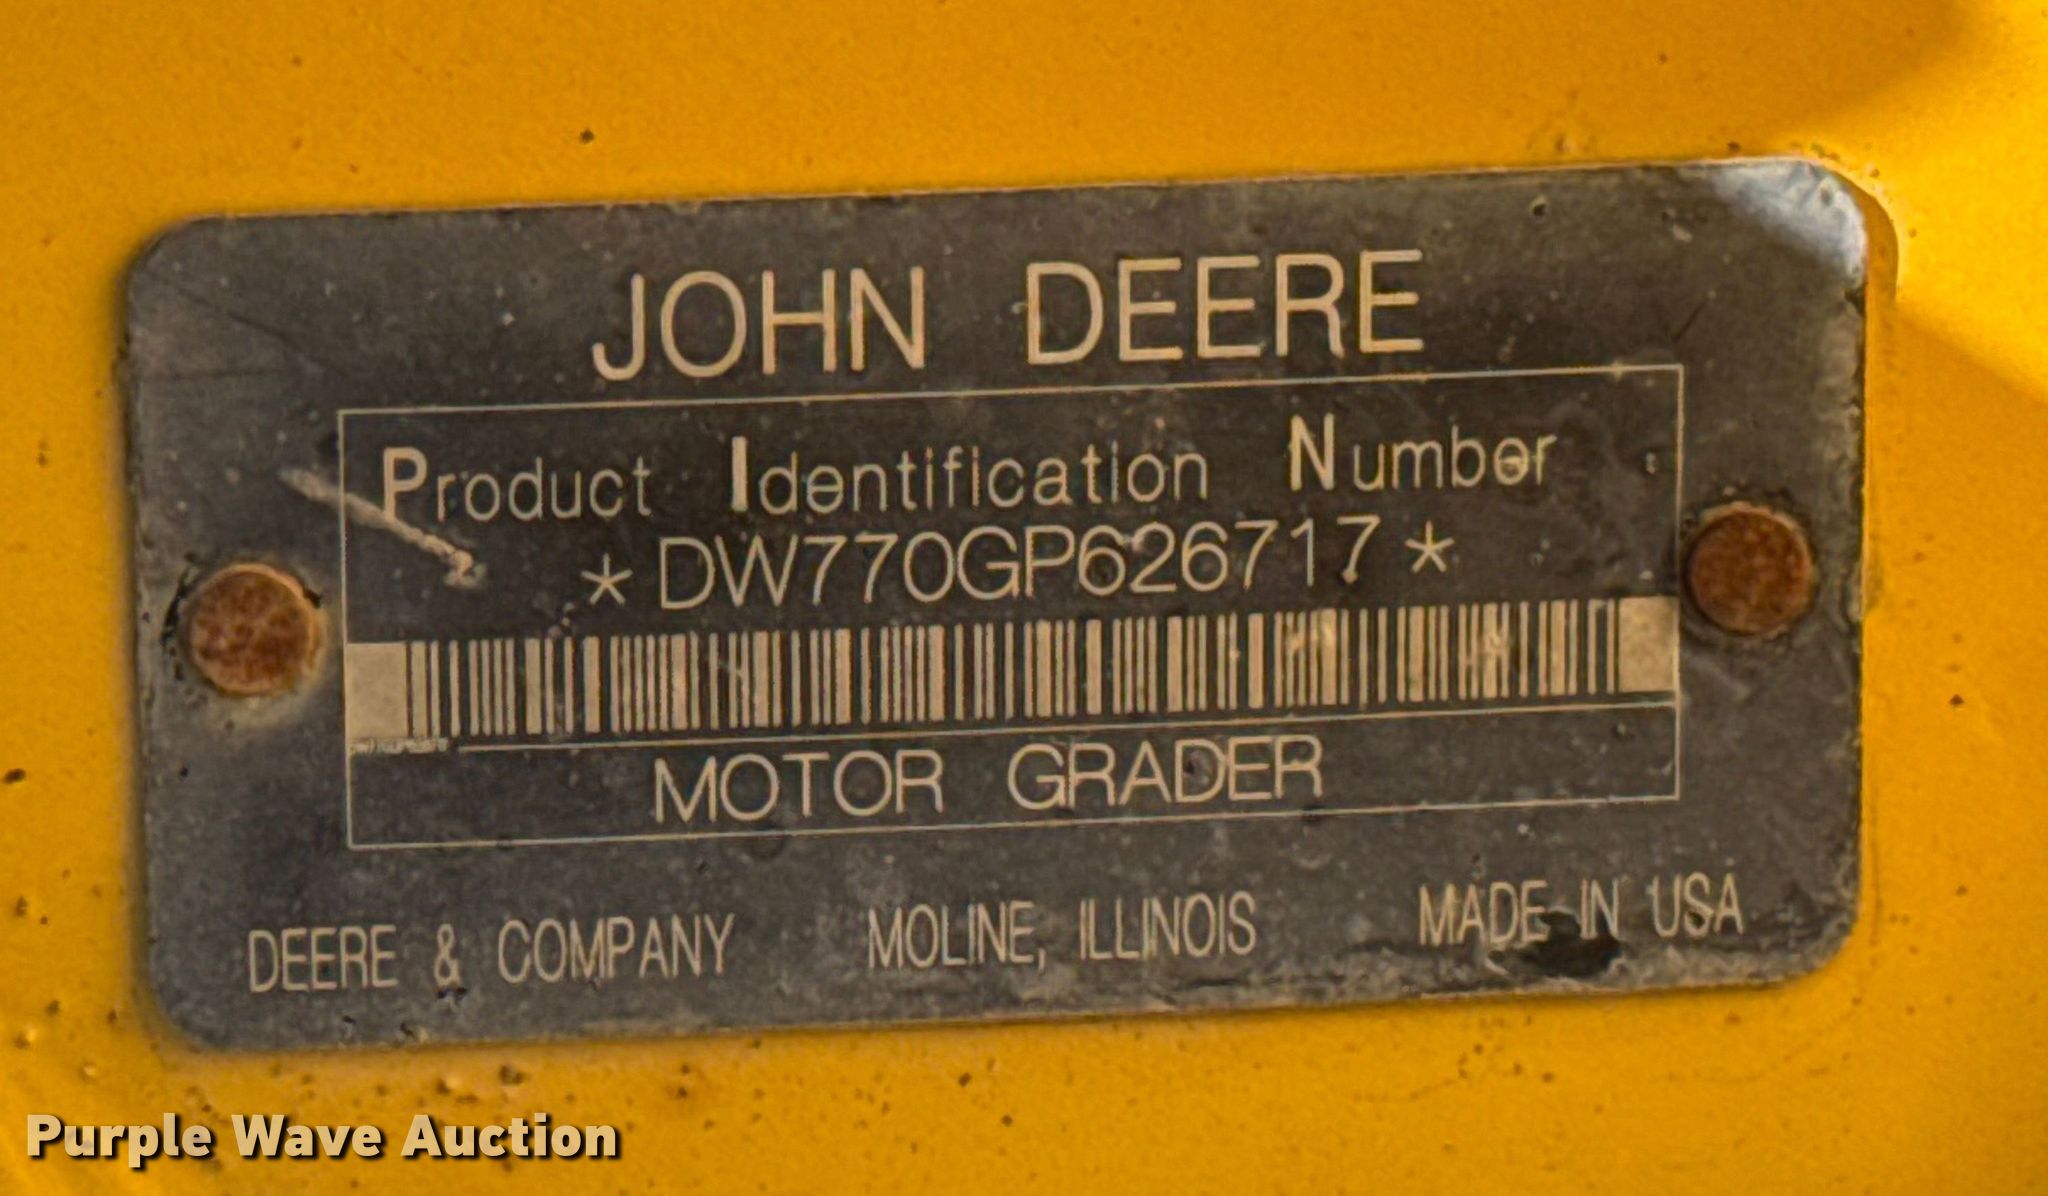 JOHN DEERE
Product Identification Number
*DW770GP626717*
MOTOR GRADER
DEERE & COMPANY MOLINE, ILLINOIS MADE IN USA
Purple Wave Auction